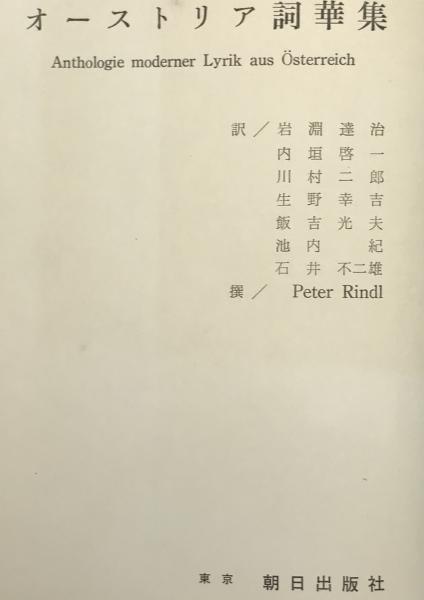 オーストリア詞華集
Anthologie moderner Lyrik aus Österreich
訳／岩淵達治
内垣啓一
川村二郎
生野幸吉
飯吉光夫
池内紀
石井不二雄
撰／ Peter Rindl
東京 朝日出版社